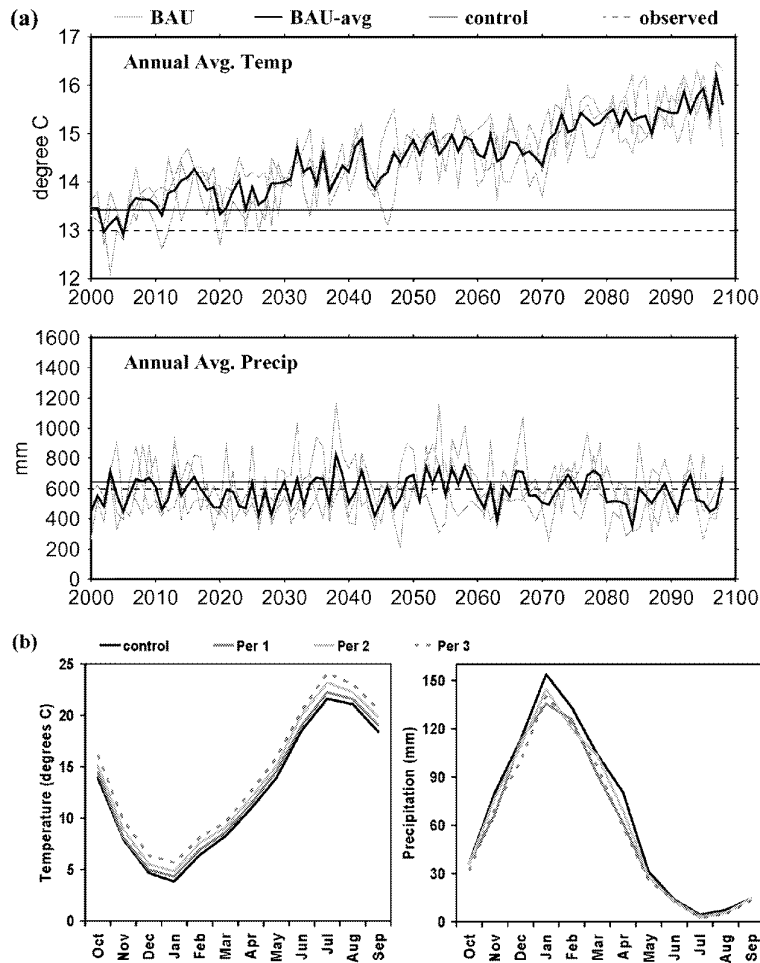 (a) BAU BAU-avg control observed
Annual Avg. Temp
degree C
17
16
15
14
13
12
2000 2010 2020 2030 2040 2050 2060 2070 2080 2090 2100
Annual Avg. Precip
mm
1600
1400
1200
1000
800
600
400
200
0
2000 2010 2020 2030 2040 2050 2060 2070 2080 2090 2100
(b) control Per 1 Per 2 Per 3
Temperature (degrees C)
25
20
15
10
5
0
Oct Nov Dec Jan Feb Mar Apr May Jun Jul Aug Sep
Precipitation (mm)
150
120
90
60
30
0
Oct Nov Dec Jan Feb Mar Apr May Jun Jul Aug Sep